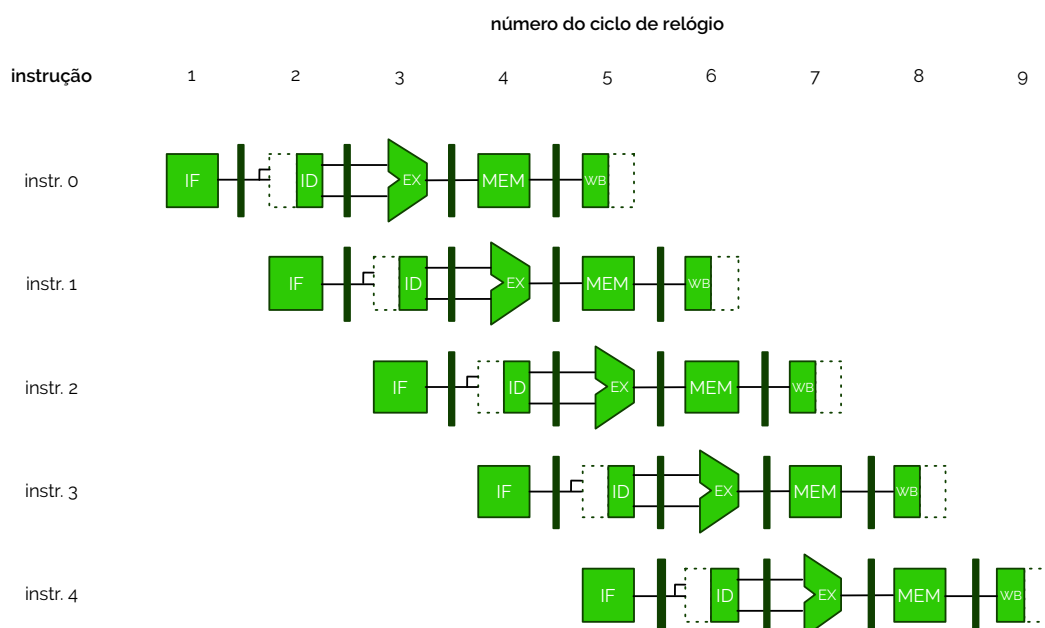 número do ciclo de relógio
instrução 1 2 3 4 5 6 7 8 9
instr. 0 IF ID EX MEM WB
instr. 1 IF ID EX MEM WB
instr. 2 IF ID EX MEM WB
instr. 3 IF ID EX MEM WB
instr. 4 IF ID EX MEM WB